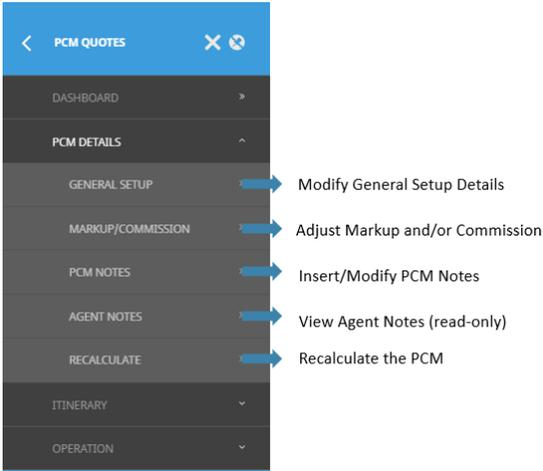 PCM QUOTES
DASHBOARD
PCM DETAILS
GENERAL SETUP
Modify General Setup Details
MARKUP/COMMISSION
Adjust Markup and/or Commission
PCM NOTES
Insert/Modify PCM Notes
AGENT NOTES
View Agent Notes (read-only)
RECALCULATE
Recalculate the PCM
ITINERARY
OPERATION